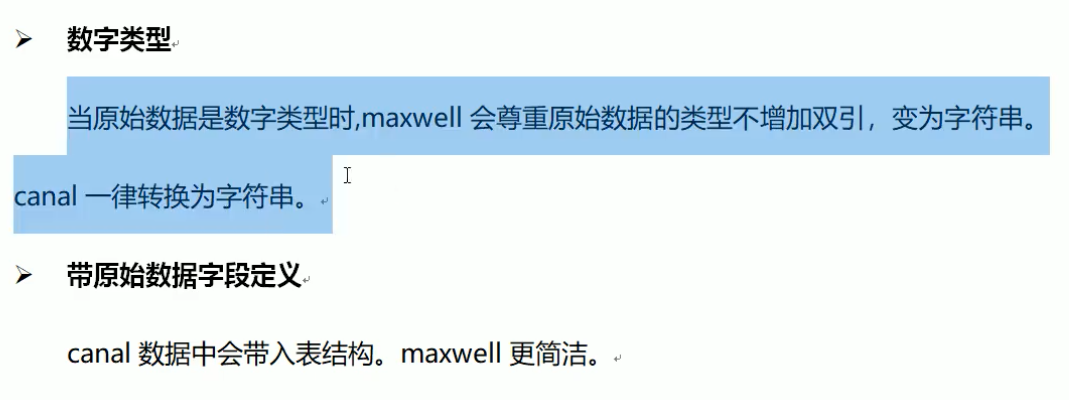 ➢ 数字类型
当原始数据是数字类型时,maxwell 会尊重原始数据的类型不增加双引，变为字符串。
canal 一律转换为字符串。
➢ 带原始数据字段定义
canal 数据中会带入表结构。maxwell 更简洁。